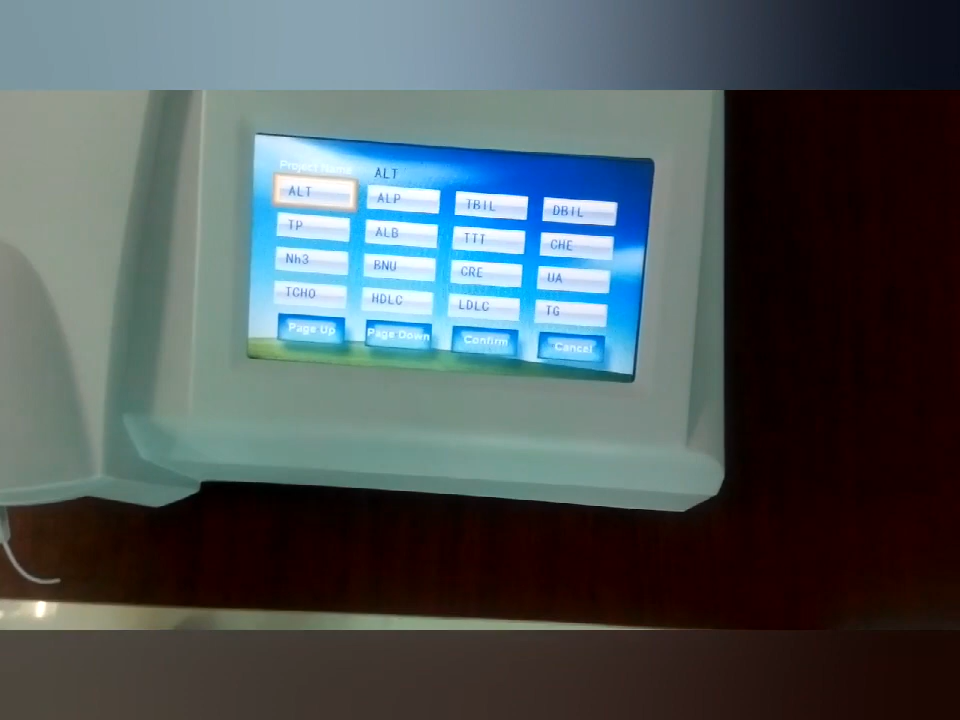 Project Name ALT
ALT ALP TBIL DBIL
TP ALB TTT CHE
Nh3 BNU CRE UA
TCHO HDLC LDLC TG
Page Up Page Down Confirm Cancel